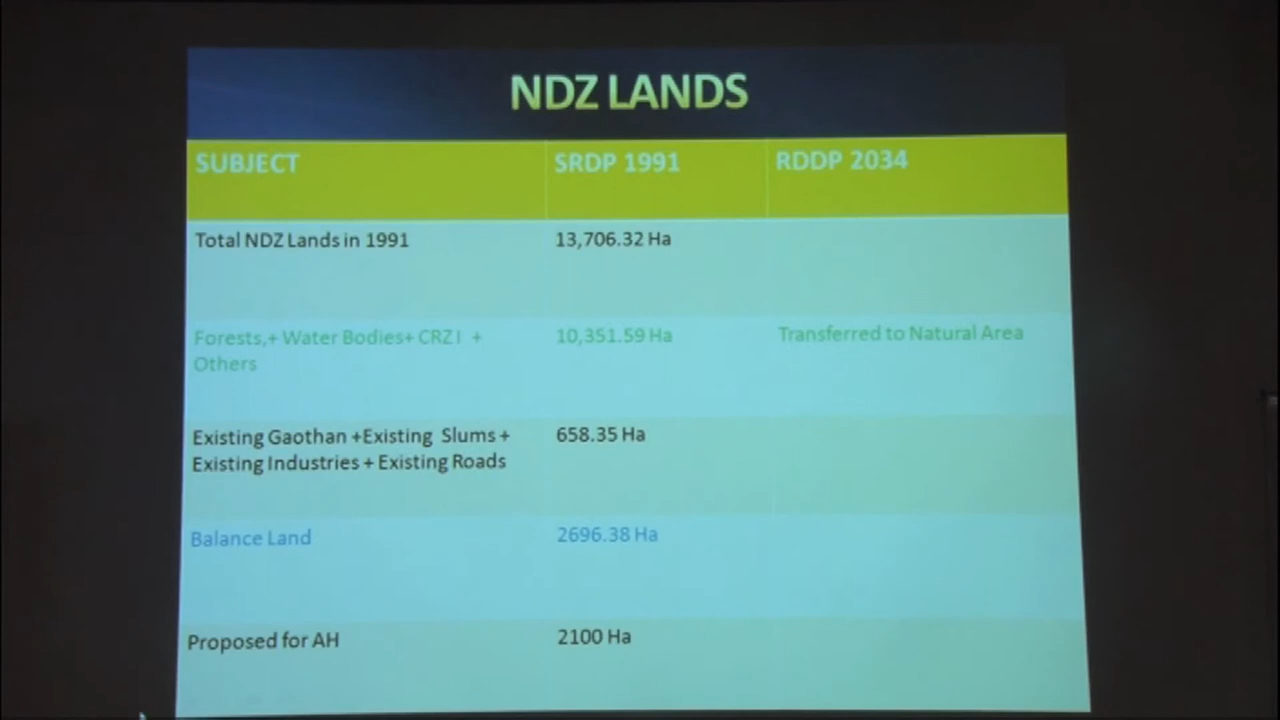 NDZ LANDS
SUBJECT SRDP 1991 RDDP 2034
Total NDZ Lands in 1991 13,706.32 Ha
Forests,+ Water Bodies+ CRZ I + 10,351.59 Ha Transferred to Natural Area
Others
Existing Gaothan +Existing Slums + 658.35 Ha
Existing Industries + Existing Roads
Balance Land 2696.38 Ha
Proposed for AH 2100 Ha